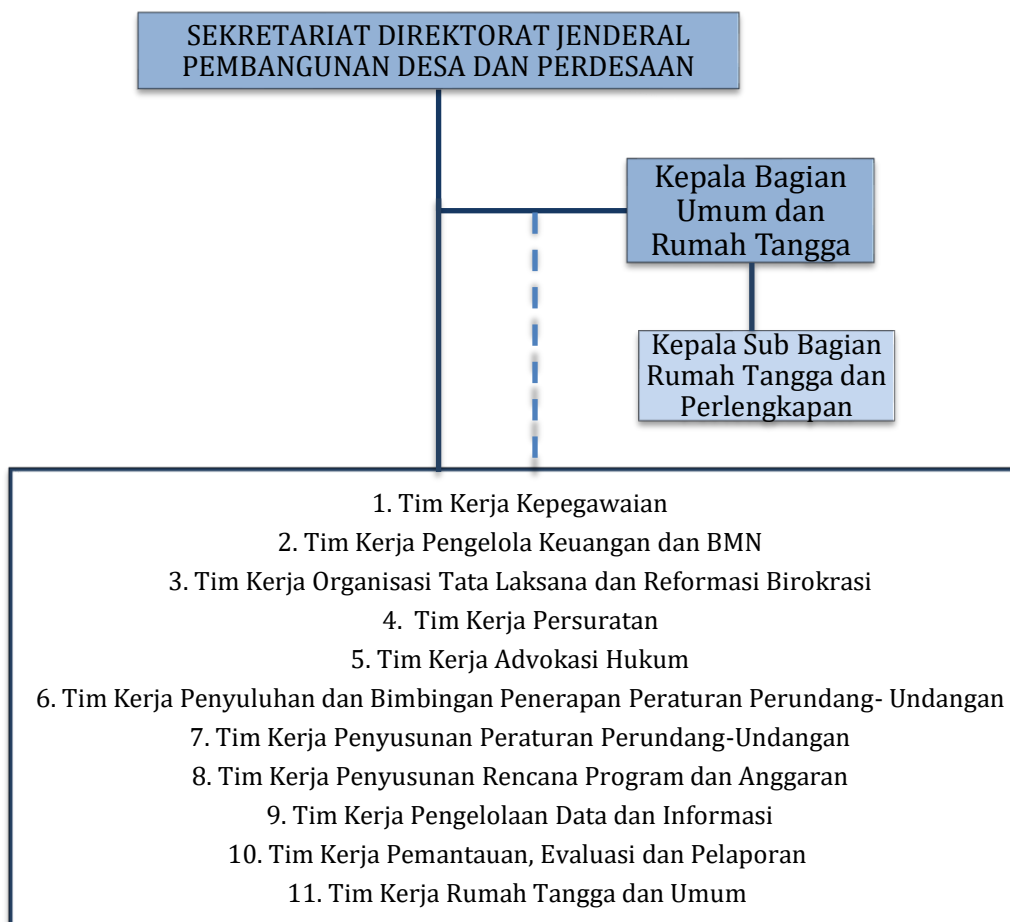 SEKRETARIAT DIREKTORAT JENDERAL
PEMBANGUNAN DESA DAN PERDESAAN
Kepala Bagian
Umum dan
Rumah Tangga
Kepala Sub Bagian
Rumah Tangga dan
Perlengkapan
1. Tim Kerja Kepegawaian
2. Tim Kerja Pengelola Keuangan dan BMN
3. Tim Kerja Organisasi Tata Laksana dan Reformasi Birokrasi
4. Tim Kerja Persuratan
5. Tim Kerja Advokasi Hukum
6. Tim Kerja Penyuluhan dan Bimbingan Penerapan Peraturan Perundang- Undangan
7. Tim Kerja Penyusunan Peraturan Perundang-Undangan
8. Tim Kerja Penyusunan Rencana Program dan Anggaran
9. Tim Kerja Pengelolaan Data dan Informasi
10. Tim Kerja Pemantauan, Evaluasi dan Pelaporan
11. Tim Kerja Rumah Tangga dan Umum